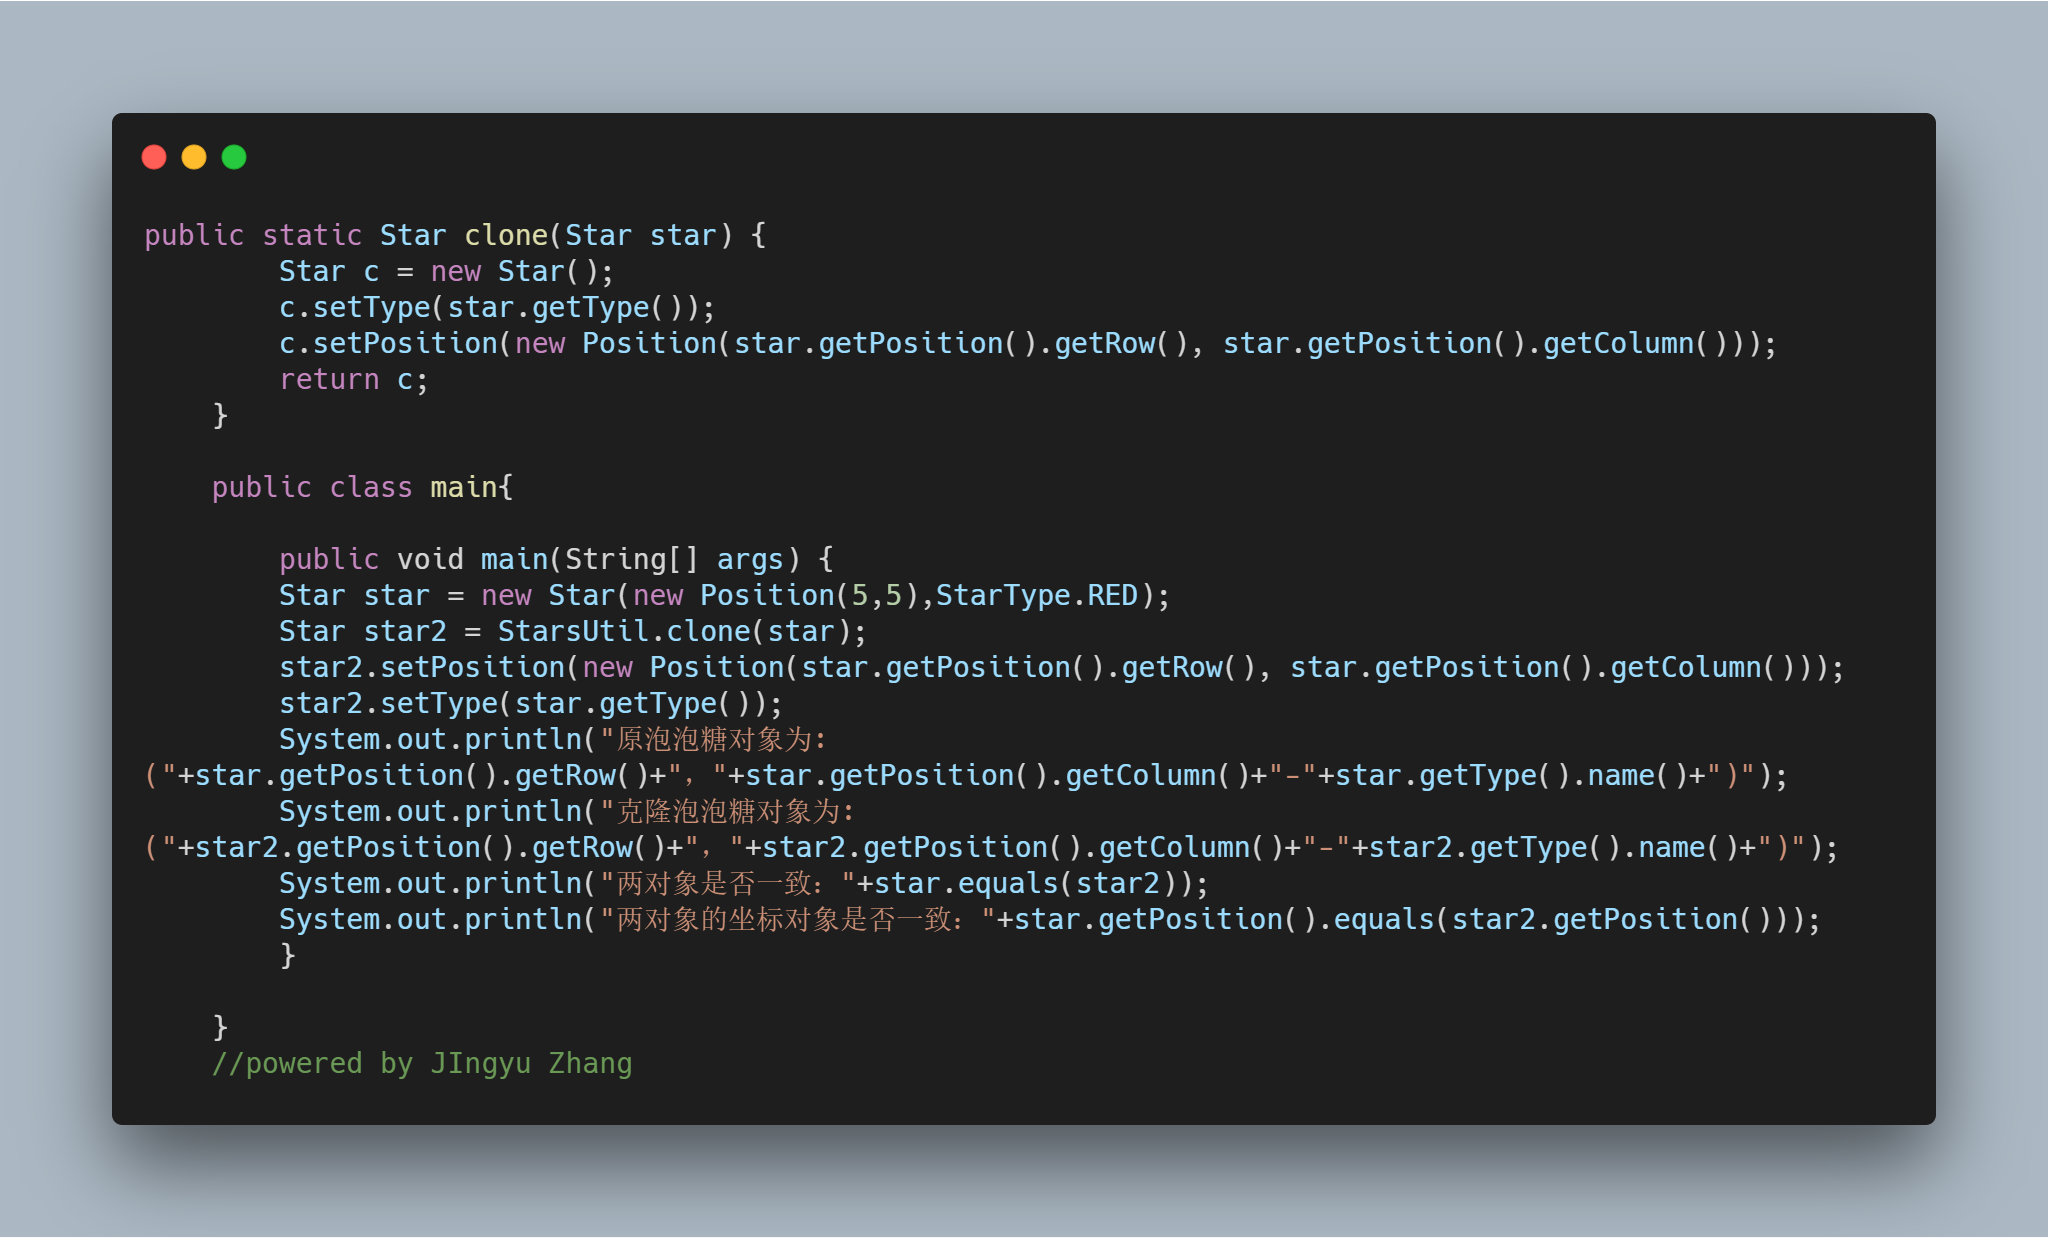 public static Star clone(Star star) {
        Star c = new Star();
        c.setType(star.getType());
        c.setPosition(new Position(star.getPosition().getRow(), star.getPosition().getColumn()));
        return c;
    }
    public class main{
        public void main(String[] args) {
        Star star = new Star(new Position(5,5),StarType.RED);
        Star star2 = StarsUtil.clone(star);
        star2.setPosition(new Position(star.getPosition().getRow(), star.getPosition().getColumn()));
        star2.setType(star.getType());
        System.out.println("原泡泡糖对象为:
("+star.getPosition().getRow()+"，"+star.getPosition().getColumn()+"-"+star.getType().name()+")");
        System.out.println("克隆泡泡糖对象为:
("+star2.getPosition().getRow()+"，"+star2.getPosition().getColumn()+"-"+star2.getType().name()+")");
        System.out.println("两对象是否一致："+star.equals(star2));
        System.out.println("两对象的坐标对象是否一致："+star.getPosition().equals(star2.getPosition()));
        }
    }
    //powered by JIngyu Zhang